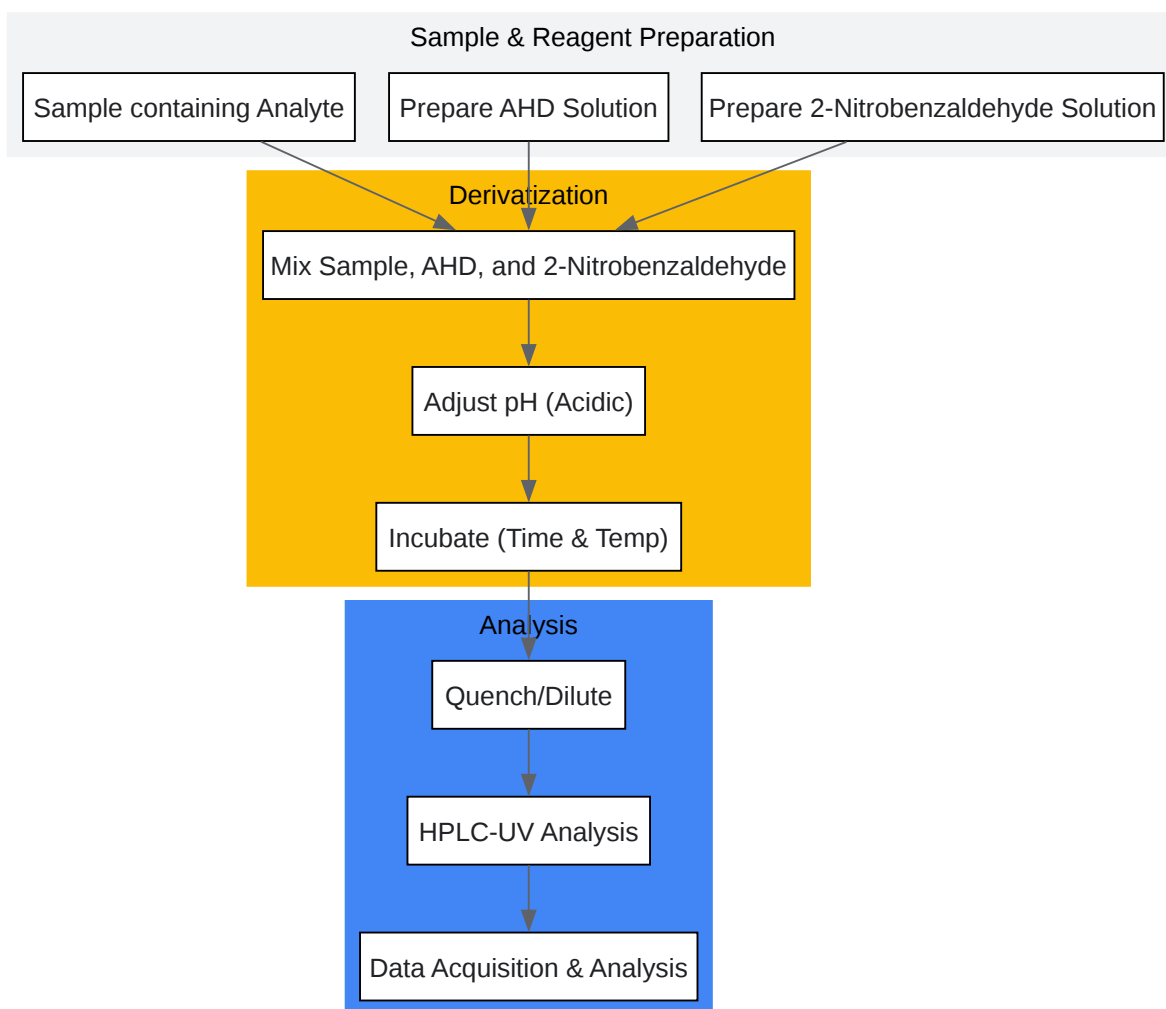 Sample & Reagent Preparation
Sample containing Analyte
Prepare AHD Solution
Prepare 2-Nitrobenzaldehyde Solution
Derivatization
Mix Sample, AHD, and 2-Nitrobenzaldehyde
Adjust pH (Acidic)
Incubate (Time & Temp)
Analysis
Quench/Dilute
HPLC-UV Analysis
Data Acquisition & Analysis